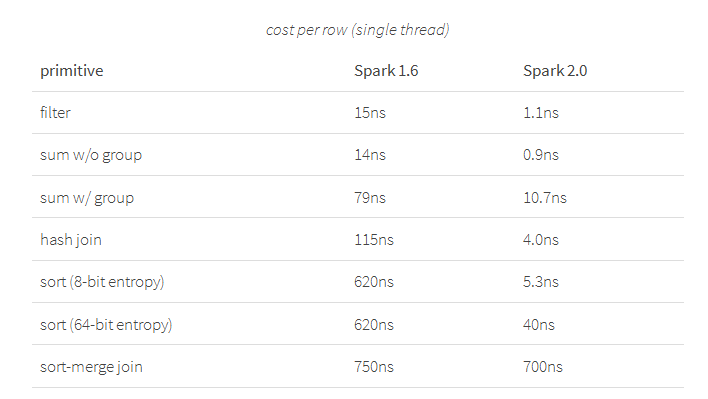 cost per row (single thread)
primitive Spark 1.6 Spark 2.0
filter 15ns 1.1ns
sum w/o group 14ns 0.9ns
sum w/ group 79ns 10.7ns
hash join 115ns 4.0ns
sort (8-bit entropy) 620ns 5.3ns
sort (64-bit entropy) 620ns 40ns
sort-merge join 750ns 700ns